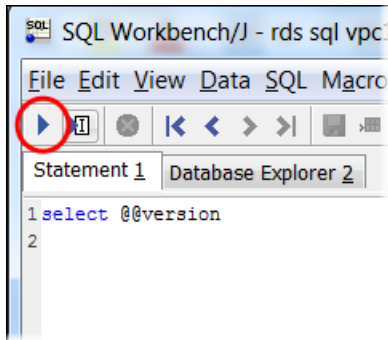 SQL Workbench/J - rds sql vpc
File Edit View Data SQL Macro
Statement 1 Database Explorer 2
1 select @@version
2